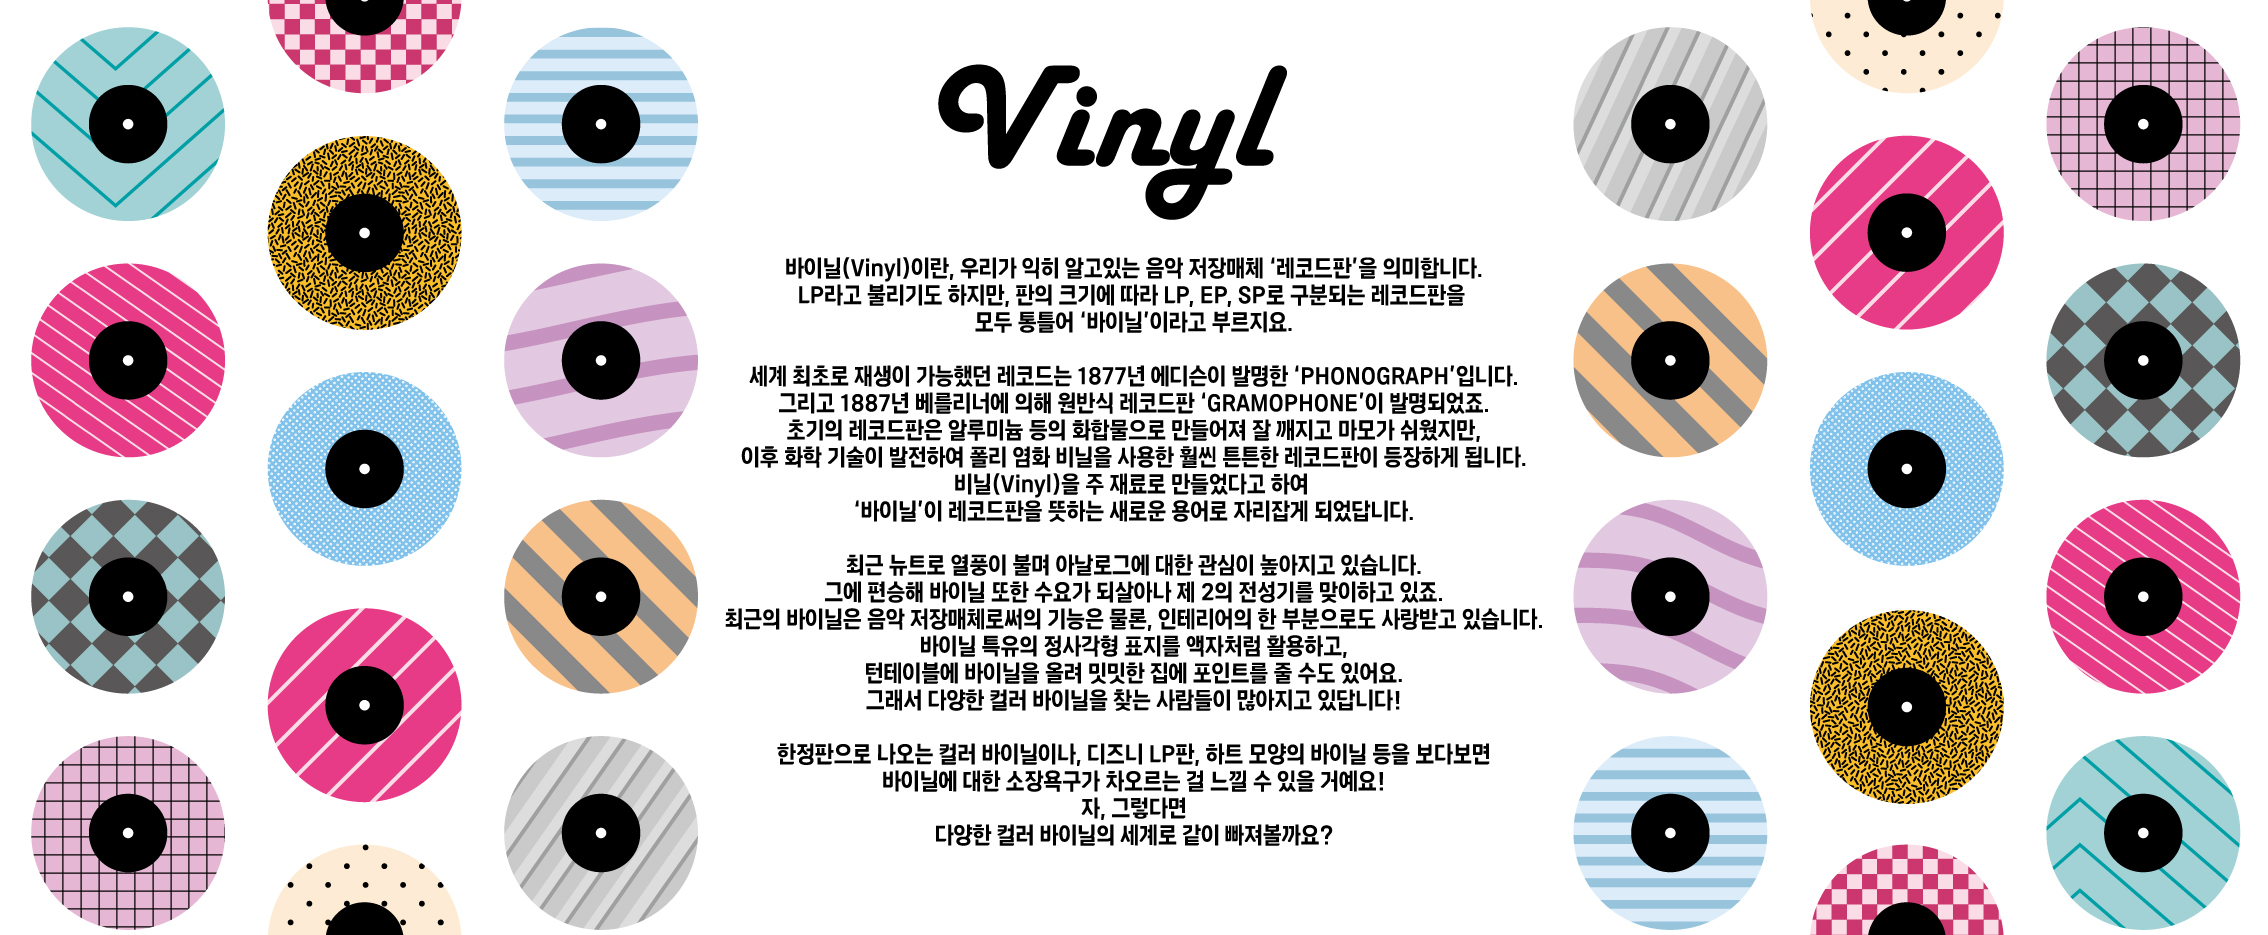 Vinyl
바이닐(Vinyl)이란, 우리가 익히 알고있는 음악 저장매체 ‘레코드판’을 의미합니다.
LP라고 불리기도 하지만, 판의 크기에 따라 LP, EP, SP로 구분되는 레코드판을
모두 통틀어 ‘바이닐’이라고 부르지요.
세계 최초로 재생이 가능했던 레코드는 1877년 에디슨이 발명한 ‘PHONOGRAPH’입니다.
그리고 1887년 베를리너에 의해 원반식 레코드판 ‘GRAMOPHONE’이 발명되었죠.
초기의 레코드판은 알루미늄 등의 화합물으로 만들어져 잘 깨지고 마모가 쉬웠지만,
이후 화학 기술이 발전하여 폴리 염화 비닐을 사용한 훨씬 튼튼한 레코드판이 등장하게 됩니다.
비닐(Vinyl)을 주 재료로 만들었다고 하여
‘바이닐’이 레코드판을 뜻하는 새로운 용어로 자리잡게 되었답니다.
최근 뉴트로 열풍이 불며 아날로그에 대한 관심이 높아지고 있습니다.
그에 편승해 바이닐 또한 수요가 되살아나 제 2의 전성기를 맞이하고 있죠.
최근의 바이닐은 음악 저장매체로써의 기능은 물론, 인테리어의 한 부분으로도 사랑받고 있습니다.
바이닐 특유의 정사각형 표지를 액자처럼 활용하고,
턴테이블에 바이닐을 올려 밋밋한 집에 포인트를 줄 수도 있어요.
그래서 다양한 컬러 바이닐을 찾는 사람들이 많아지고 있답니다!
한정판으로 나오는 컬러 바이닐이나, 디즈니 LP판, 하트 모양의 바이닐 등을 보다보면
바이닐에 대한 소장욕구가 차오르는 걸 느낄 수 있을 거예요!
자, 그렇다면
다양한 컬러 바이닐의 세계로 같이 빠져볼까요?